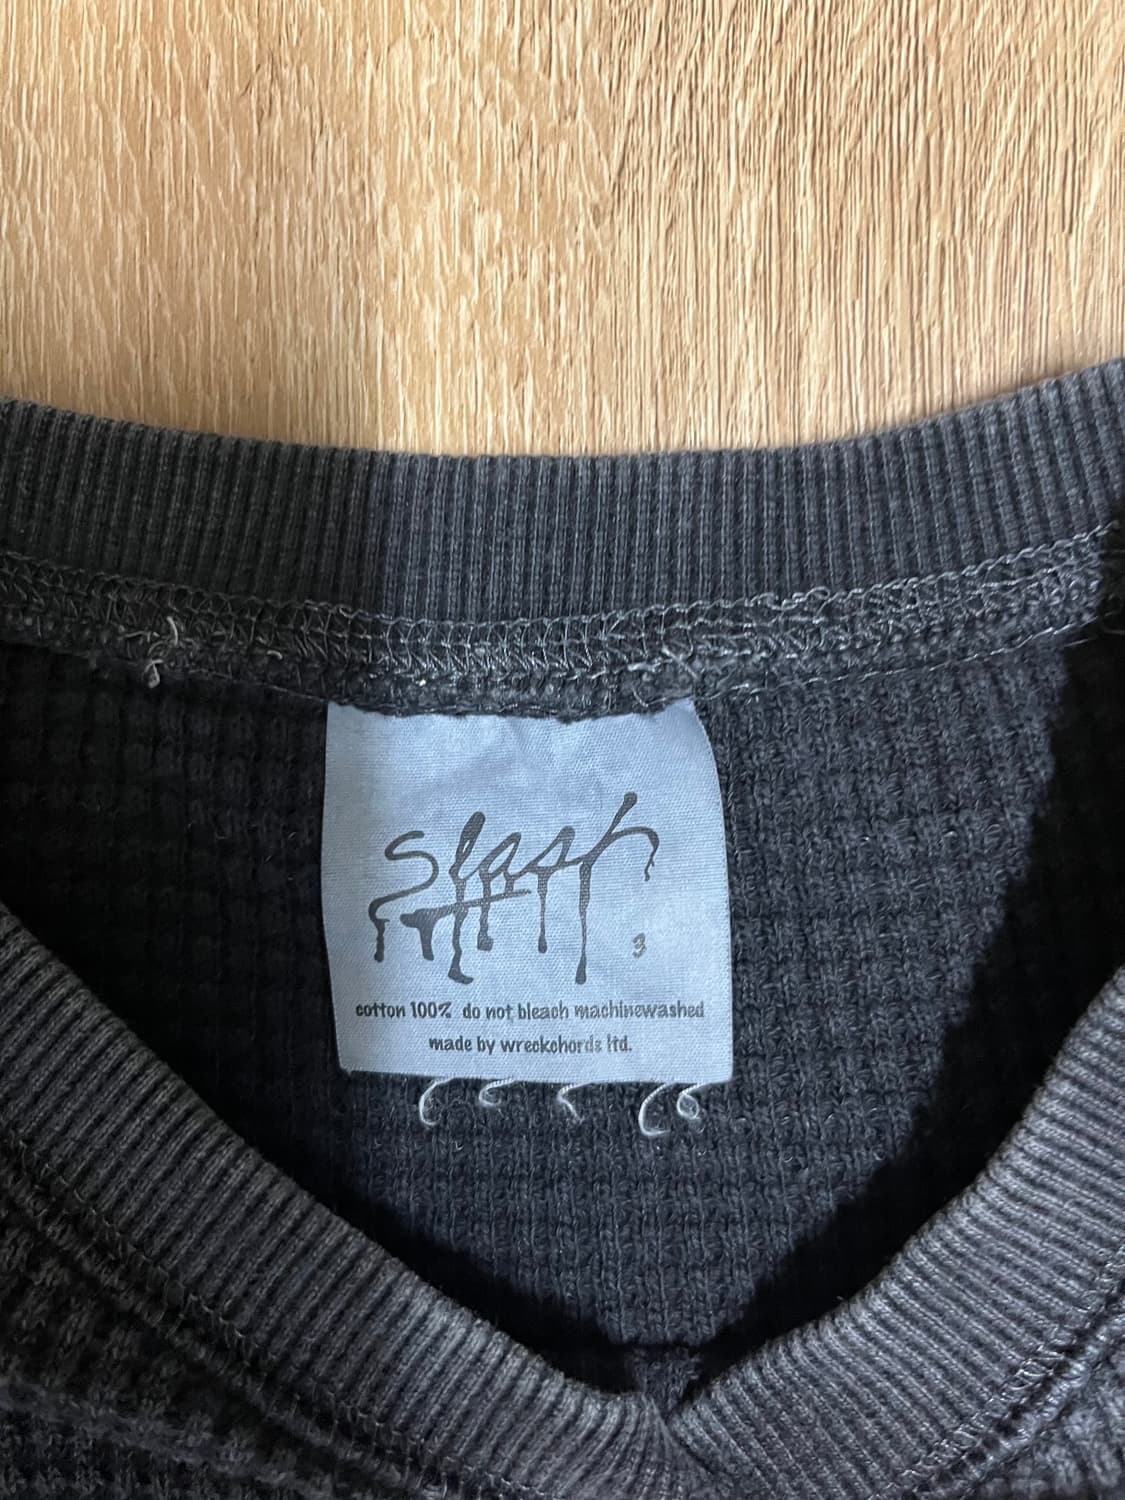 Slash
3
cotton 100% do not bleach machinewashed
made by wreckchords ltd.